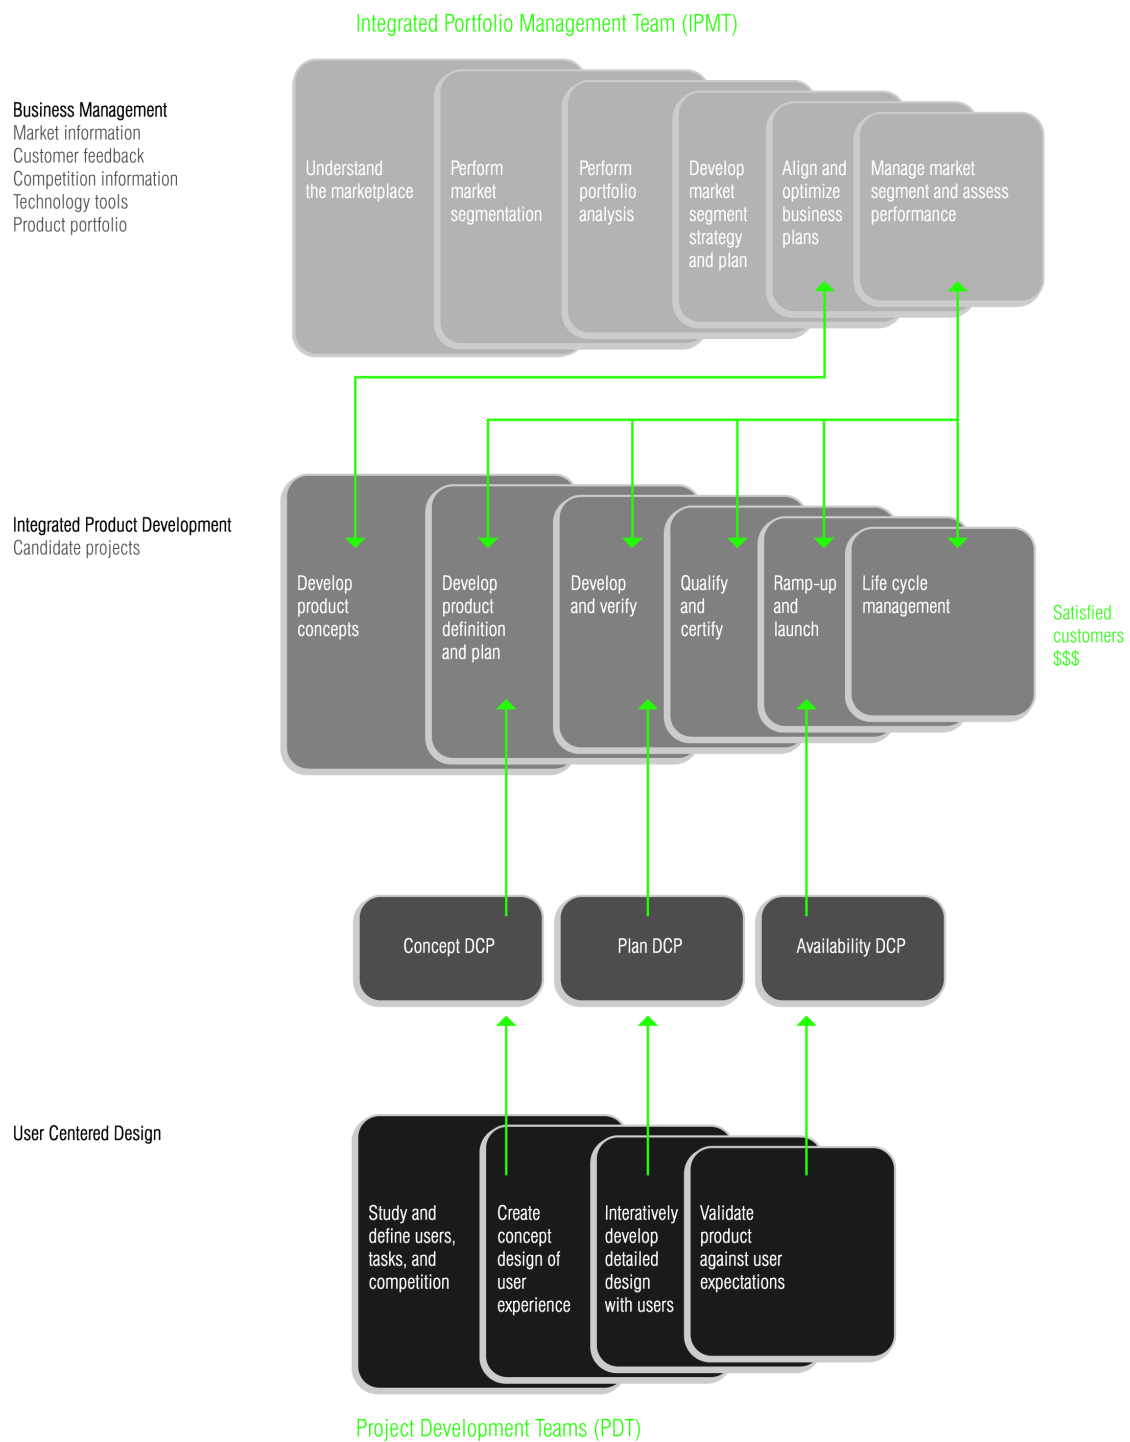 Integrated Portfolio Management Team (IPMT)
Business Management
Market information
Customer feedback
Competition information
Technology tools
Product portfolio
Understand
the marketplace
Perform
market
segmentation
Perform
portfolio
analysis
Develop
market
segment
strategy
and plan
Align and
optimize
business
plans
Manage market
segment and assess
performance
Integrated Product Development
Candidate projects
Develop
product
concepts
Develop
product
definition
and plan
Develop
and verify
Qualify
and
certify
Ramp-up
and
launch
Life cycle
management
Satisfied
customers
$$$
Concept DCP
Plan DCP
Availability DCP
User Centered Design
Study and
define users,
tasks, and
competition
Create
concept
design of
user
experience
Interatively
develop
detailed
design
with users
Validate
product
against user
expectations
Project Development Teams (PDT)